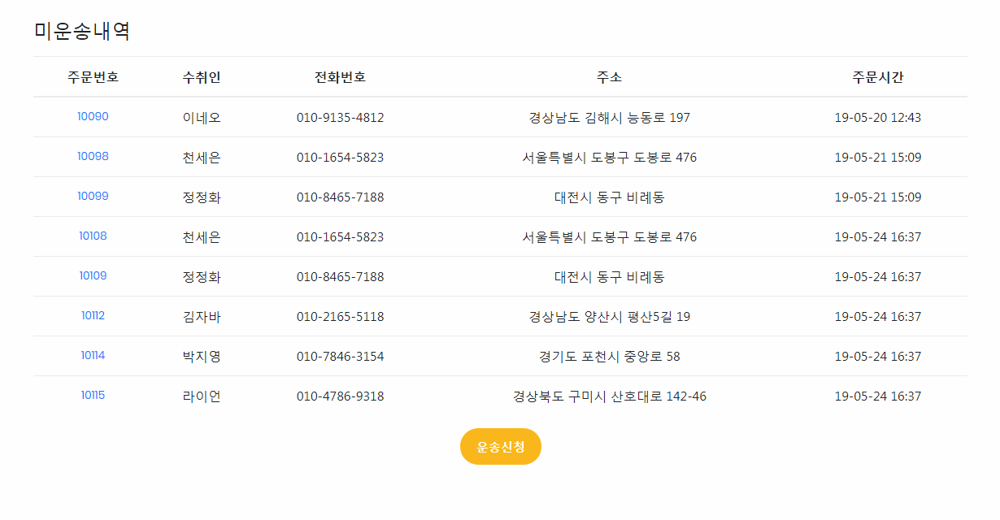 미운송내역
주문번호 수취인 전화번호 주소 주문시간
10090 이네오 010-9135-4812 경상남도 김해시 능동로 197 19-05-20 12:43
10098 천세은 010-1654-5823 서울특별시 도봉구 도봉로 476 19-05-21 15:09
10099 정정화 010-8465-7188 대전시 동구 비례동 19-05-21 15:09
10108 천세은 010-1654-5823 서울특별시 도봉구 도봉로 476 19-05-24 16:37
10109 정정화 010-8465-7188 대전시 동구 비례동 19-05-24 16:37
10112 김자바 010-2165-5118 경상남도 양산시 평산5길 19 19-05-24 16:37
10114 박지영 010-7846-3154 경기도 포천시 중앙로 58 19-05-24 16:37
10115 라이언 010-4786-9318 경상북도 구미시 산호대로 142-46 19-05-24 16:37
운송신청